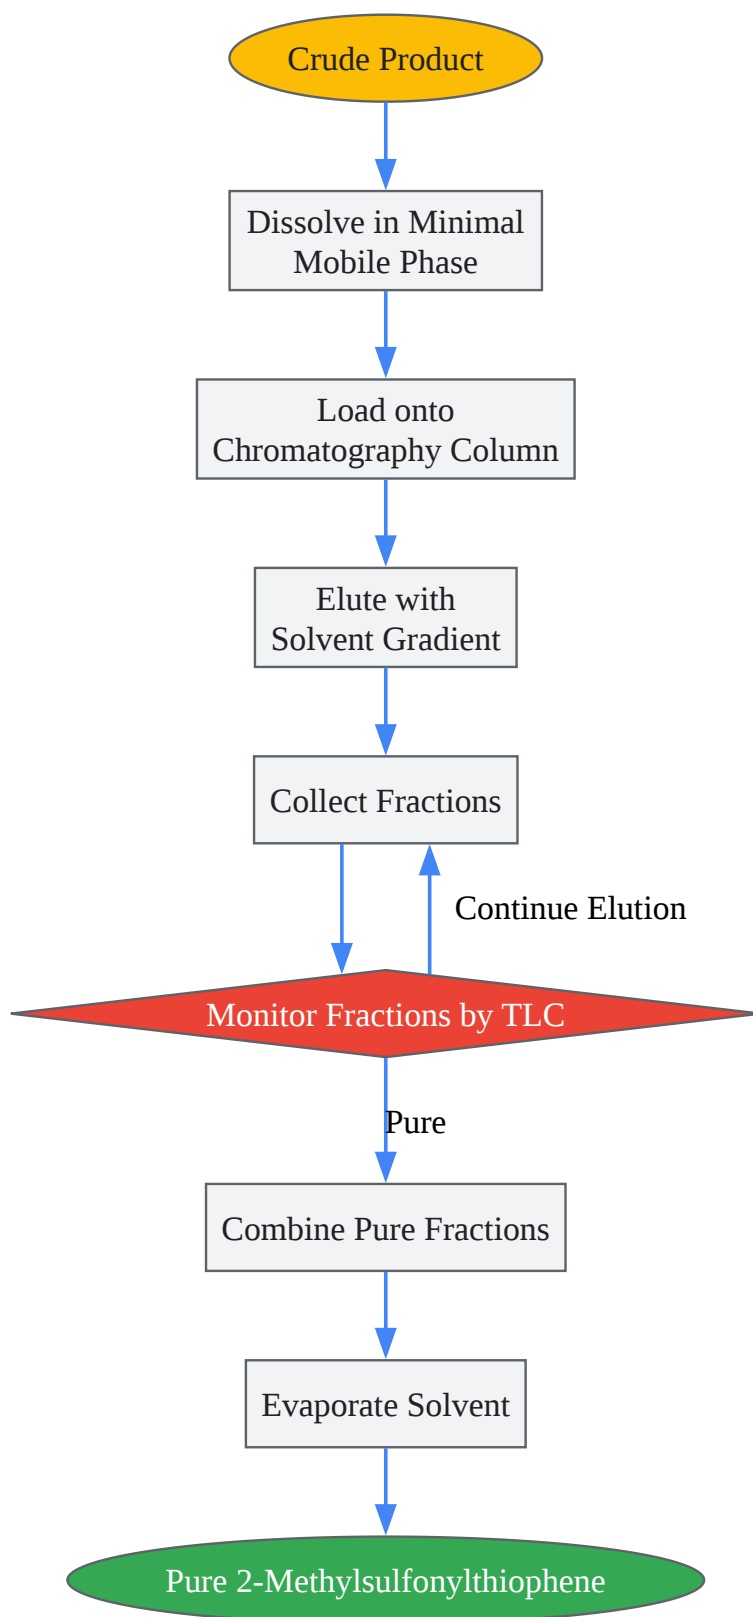 Crude Product
Dissolve in Minimal
Mobile Phase
Load onto
Chromatography Column
Elute with
Solvent Gradient
Collect Fractions
Continue Elution
Monitor Fractions by TLC
Pure
Combine Pure Fractions
Evaporate Solvent
Pure 2-Methylsulfonylthiophene